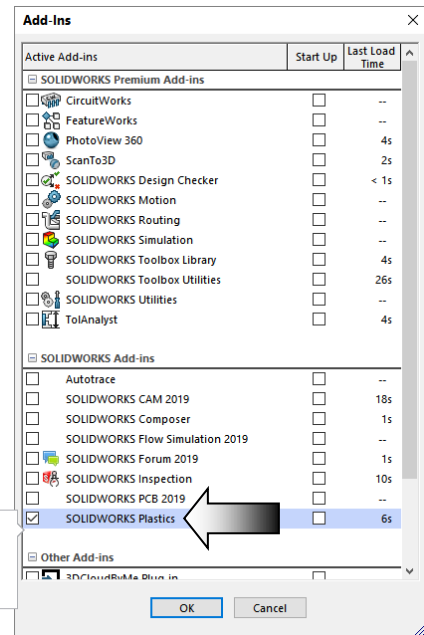 Add-Ins
Active Add-ins Start Up Last Load Time
SOLIDWORKS Premium Add-ins
CircuitWorks --
FeatureWorks --
PhotoView 360 4s
ScanTo3D 2s
SOLIDWORKS Design Checker < 1s
SOLIDWORKS Motion --
SOLIDWORKS Routing --
SOLIDWORKS Simulation --
SOLIDWORKS Toolbox Library 4s
SOLIDWORKS Toolbox Utilities 26s
SOLIDWORKS Utilities --
TolAnalyst 4s
SOLIDWORKS Add-ins
Autotrace --
SOLIDWORKS CAM 2019 18s
SOLIDWORKS Composer 1s
SOLIDWORKS Flow Simulation 2019 --
SOLIDWORKS Forum 2019 1s
SOLIDWORKS Inspection 10s
SOLIDWORKS PCB 2019 --
SOLIDWORKS Plastics 6s
Other Add-ins
3DCloudByMe Plug-in
OK Cancel